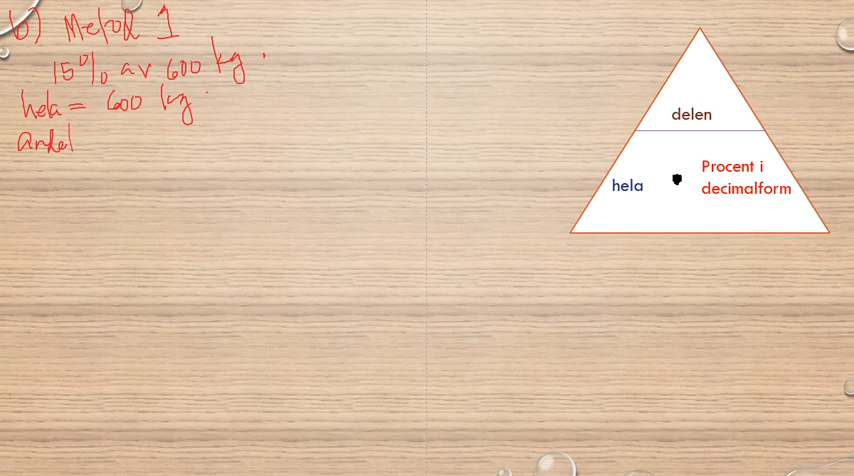 b) Metod 1
15% av 600 kg.
hela = 600 kg.
andel
delen
hela
Procent i
decimalform